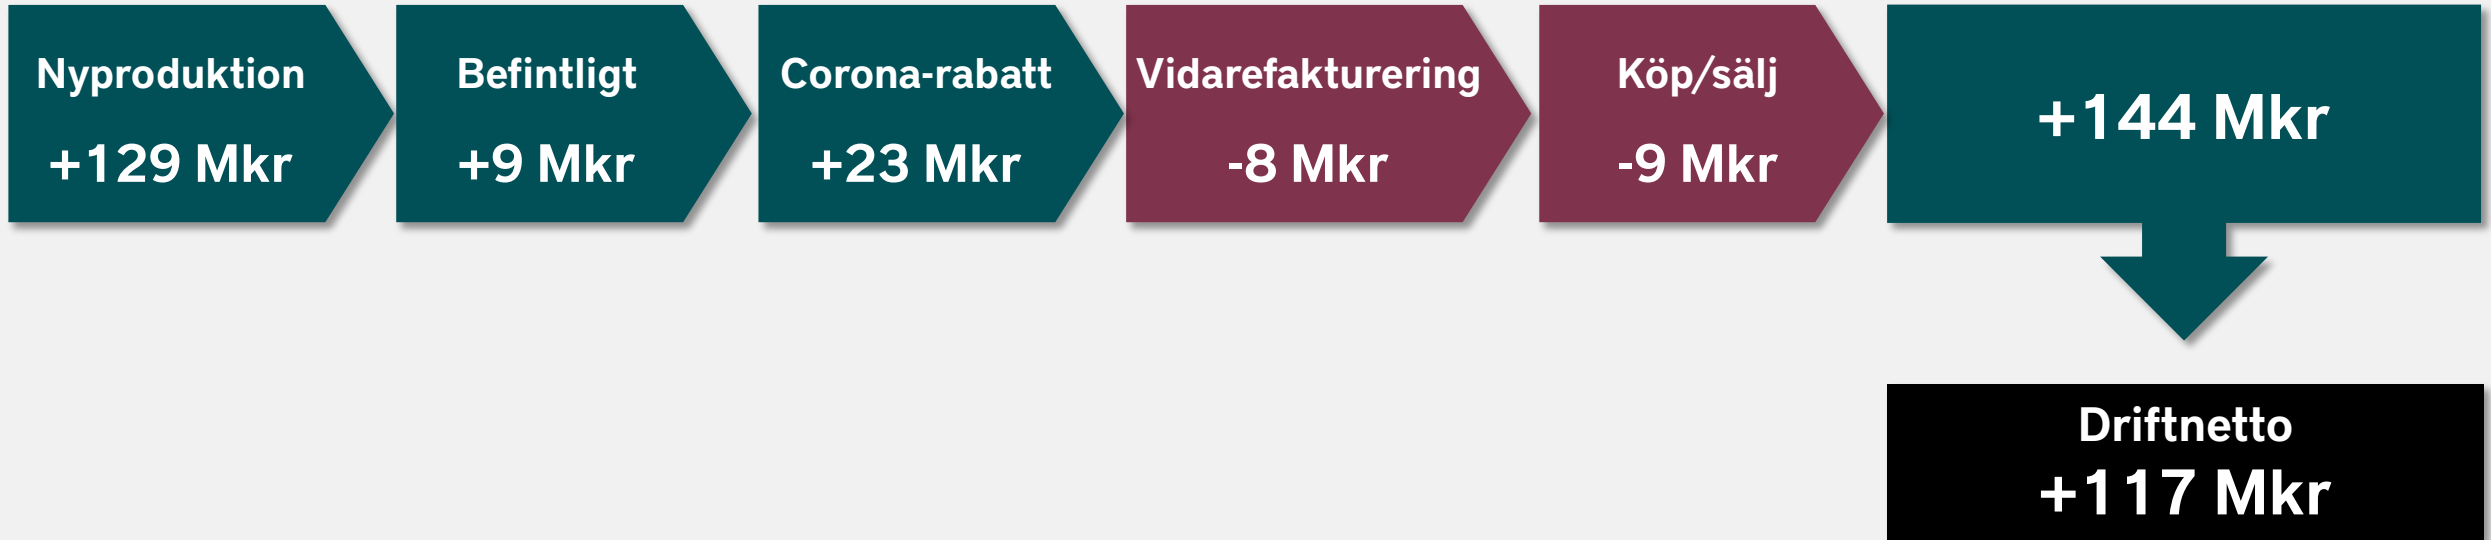 Nyproduktion
+129 Mkr
Befintligt
+9 Mkr
Corona-rabatt
+23 Mkr
Vidarefakturering
-8 Mkr
Köp/sälj
-9 Mkr
+144 Mkr
Driftnetto
+117 Mkr